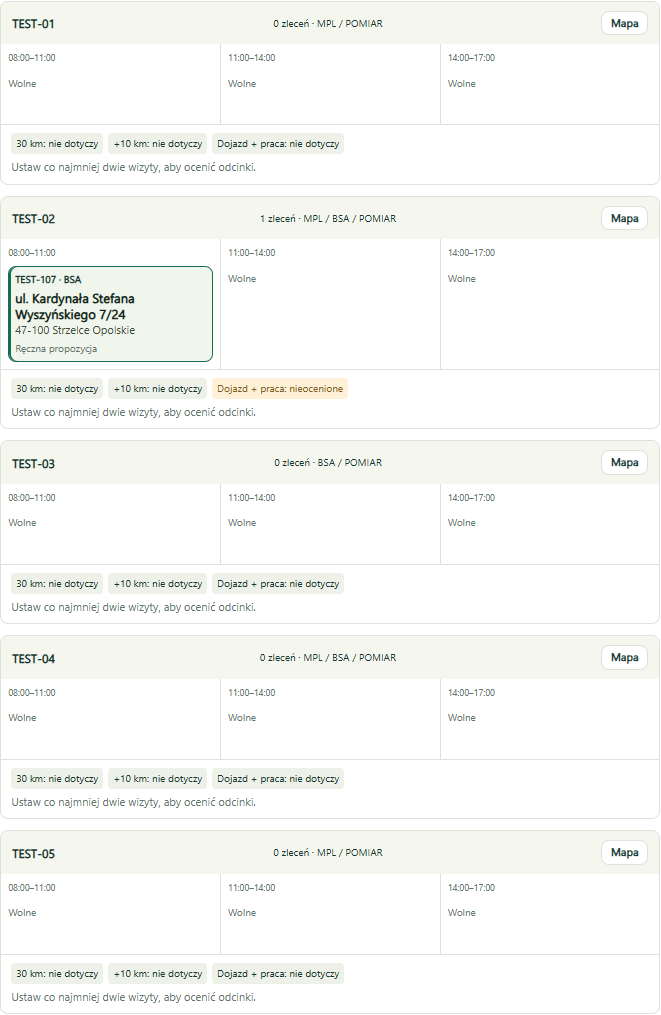 TEST-01 0 zleceń · MPL / POMIAR Mapa
08:00–11:00 11:00–14:00 14:00–17:00
Wolne Wolne Wolne
30 km: nie dotyczy +10 km: nie dotyczy Dojazd + praca: nie dotyczy
Ustaw co najmniej dwie wizyty, aby ocenić odcinki.
TEST-02 1 zleceń · MPL / BSA / POMIAR Mapa
08:00–11:00 11:00–14:00 14:00–17:00
TEST-107 · BSA Wolne Wolne
ul. Kardynała Stefana
Wyszyńskiego 7/24
47-100 Strzelce Opolskie
Ręczna propozycja
30 km: nie dotyczy +10 km: nie dotyczy Dojazd + praca: nieocenione
Ustaw co najmniej dwie wizyty, aby ocenić odcinki.
TEST-03 0 zleceń · BSA / POMIAR Mapa
08:00–11:00 11:00–14:00 14:00–17:00
Wolne Wolne Wolne
30 km: nie dotyczy +10 km: nie dotyczy Dojazd + praca: nie dotyczy
Ustaw co najmniej dwie wizyty, aby ocenić odcinki.
TEST-04 0 zleceń · MPL / BSA / POMIAR Mapa
08:00–11:00 11:00–14:00 14:00–17:00
Wolne Wolne Wolne
30 km: nie dotyczy +10 km: nie dotyczy Dojazd + praca: nie dotyczy
Ustaw co najmniej dwie wizyty, aby ocenić odcinki.
TEST-05 0 zleceń · MPL / POMIAR Mapa
08:00–11:00 11:00–14:00 14:00–17:00
Wolne Wolne Wolne
30 km: nie dotyczy +10 km: nie dotyczy Dojazd + praca: nie dotyczy
Ustaw co najmniej dwie wizyty, aby ocenić odcinki.